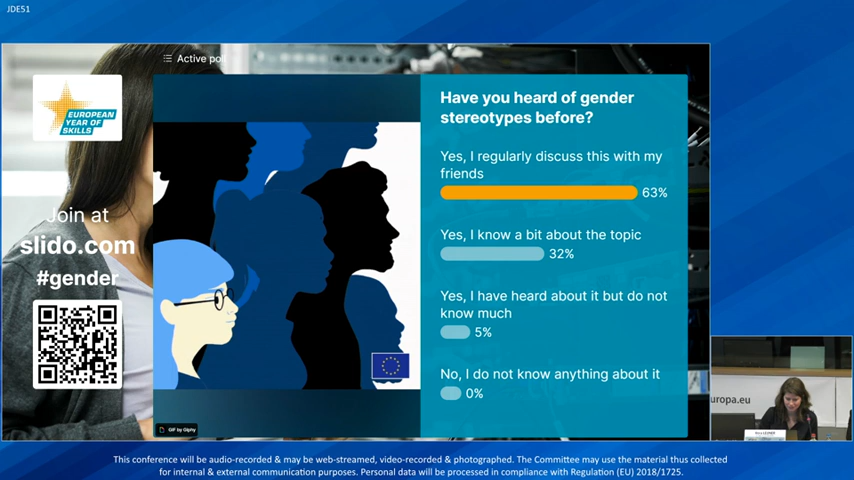 JDE51
Active
EUROPEAN
YEAR OF
SKILLS
Join at
slido.com
#gender
GIF by Giphy
Have you heard of gender
stereotypes before?
Yes, I regularly discuss this with my
friends
63%
Yes, I know a bit about the topic
32%
Yes, I have heard about it but do not
know much
5%
No, I do not know anything about it
0%
uropa.eu
This conference will be audio-recorded & may be web-streamed, video-recorded & photographed. The Committee may use the material thus collected
for internal & external communication purposes. Personal data will be processed in compliance with Regulation (EU) 2018/1725.